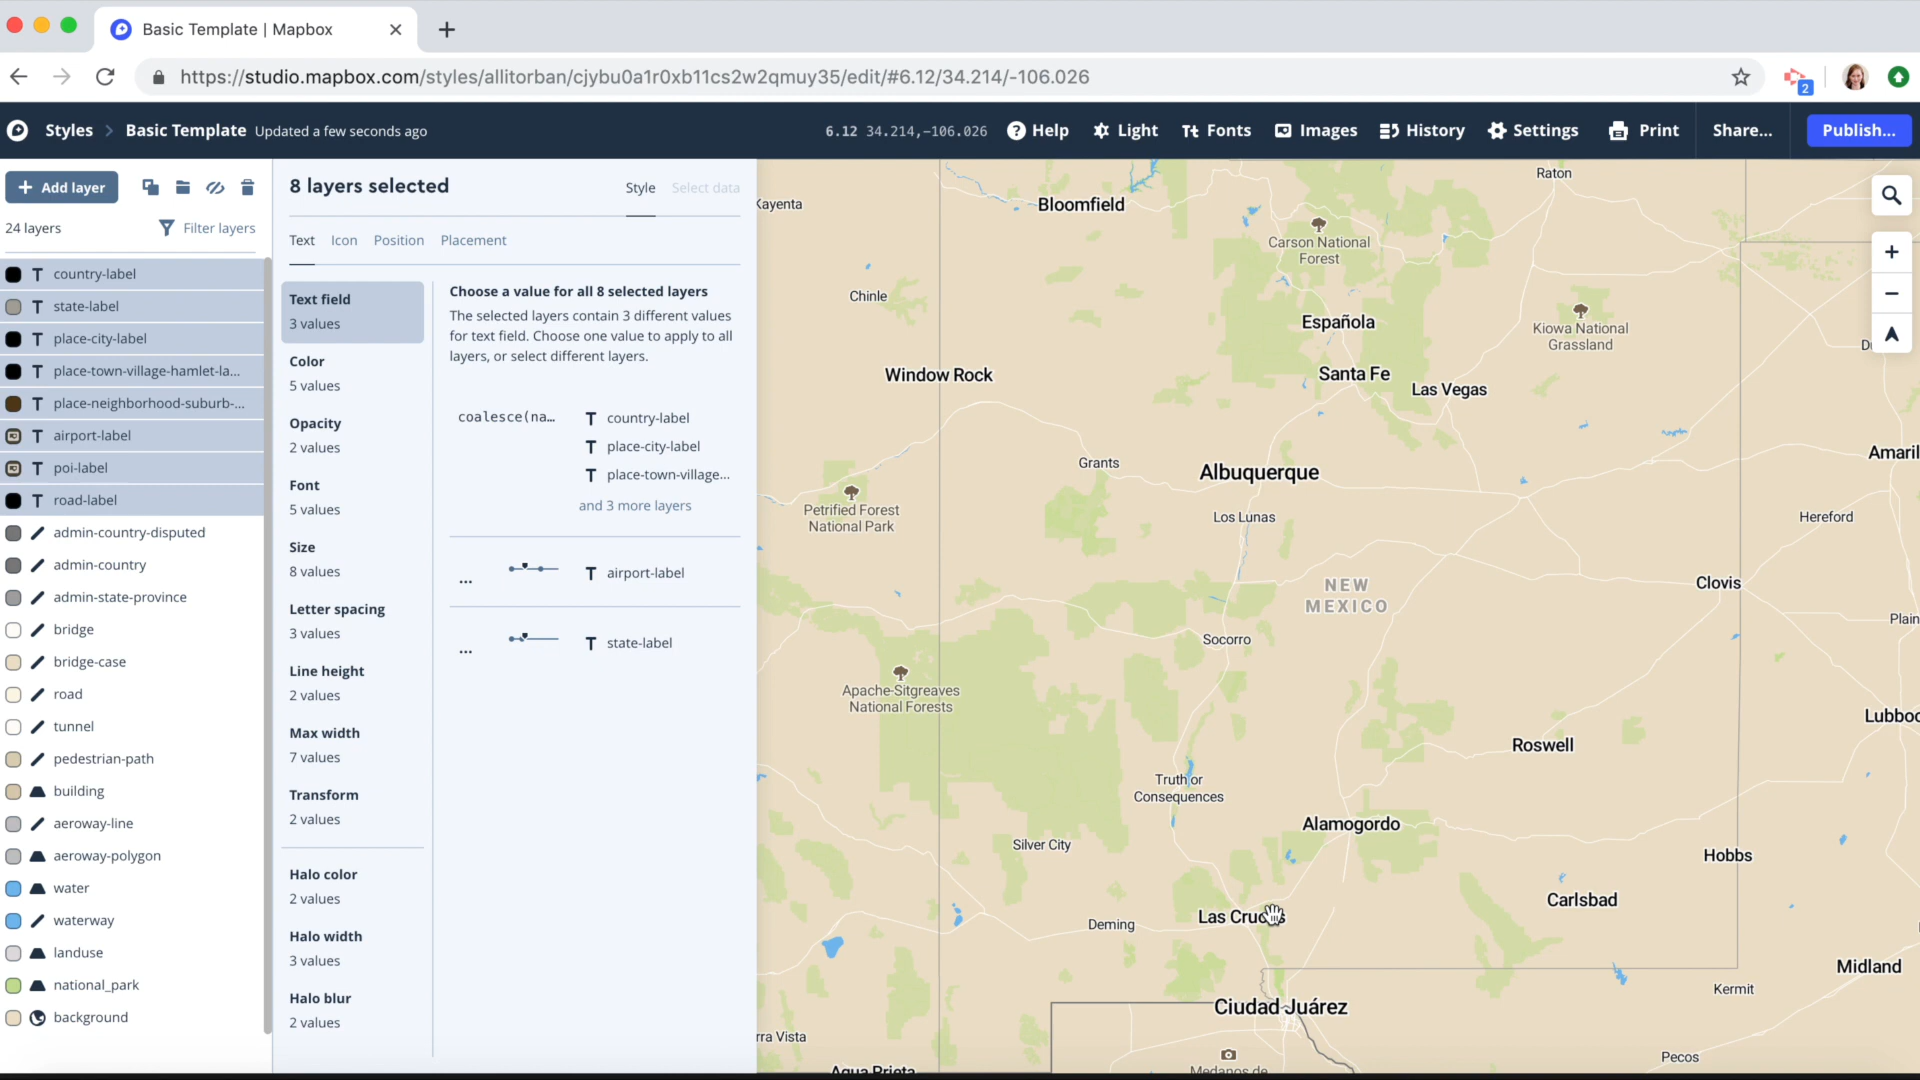 Basic Template | Mapbox
https://studio.mapbox.com/styles/allitorban/cjybu0a1r0xb11cs2w2qmuy35/edit/#6.12/34.214/-106.026
2
Styles > Basic Template Updated a few seconds ago
6.12 34.214,-106.026
? Help
Light
Tt Fonts
Images
History
Settings
Print
Share...
Publish...
+ Add layer
24 layers
Filter layers
T country-label
T state-label
T place-city-label
T place-town-village-hamlet-la...
T place-neighborhood-suburb-...
T airport-label
T poi-label
T road-label
admin-country-disputed
admin-country
admin-state-province
bridge
bridge-case
road
tunnel
pedestrian-path
building
aeroway-line
aeroway-polygon
water
waterway
landuse
national_park
background
8 layers selected
Style
Select data
Text
Icon
Position
Placement
Text field
3 values
Color
5 values
Opacity
2 values
Font
5 values
Size
8 values
Letter spacing
3 values
Line height
2 values
Max width
7 values
Transform
2 values
Halo color
2 values
Halo width
3 values
Halo blur
2 values
Choose a value for all 8 selected layers
The selected layers contain 3 different values
for text field. Choose one value to apply to all
layers, or select different layers.
coalesce(na...
T country-label
T place-city-label
T place-town-village...
and 3 more layers
...
T airport-label
...
T state-label
Raton
Kayenta
Bloomfield
Carson National
Forest
Chinle
Española
Kiowa National
Grassland
Window Rock
Santa Fe
Las Vegas
Grants
Albuquerque
Amaril
Petrified Forest
National Park
Los Lunas
Hereford
NEW
MEXICO
Clovis
Plain
Socorro
Apache-Sitgreaves
National Forests
Lubboc
Roswell
Truth or
Consequences
Alamogordo
Silver City
Hobbs
Carlsbad
Las Cruces
Deming
Midland
Kermit
Ciudad Juárez
rra Vista
Pecos
Agua Prieta
Medanos de